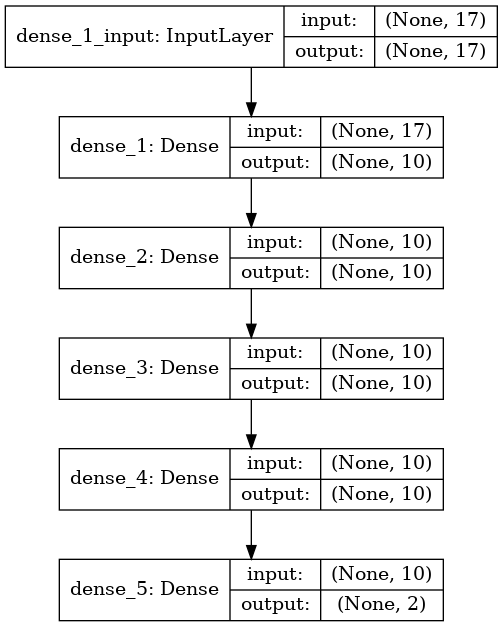 dense_1_input: InputLayer input: (None, 17)
output: (None, 17)
dense_1: Dense input: (None, 17)
output: (None, 10)
dense_2: Dense input: (None, 10)
output: (None, 10)
dense_3: Dense input: (None, 10)
output: (None, 10)
dense_4: Dense input: (None, 10)
output: (None, 10)
dense_5: Dense input: (None, 10)
output: (None, 2)